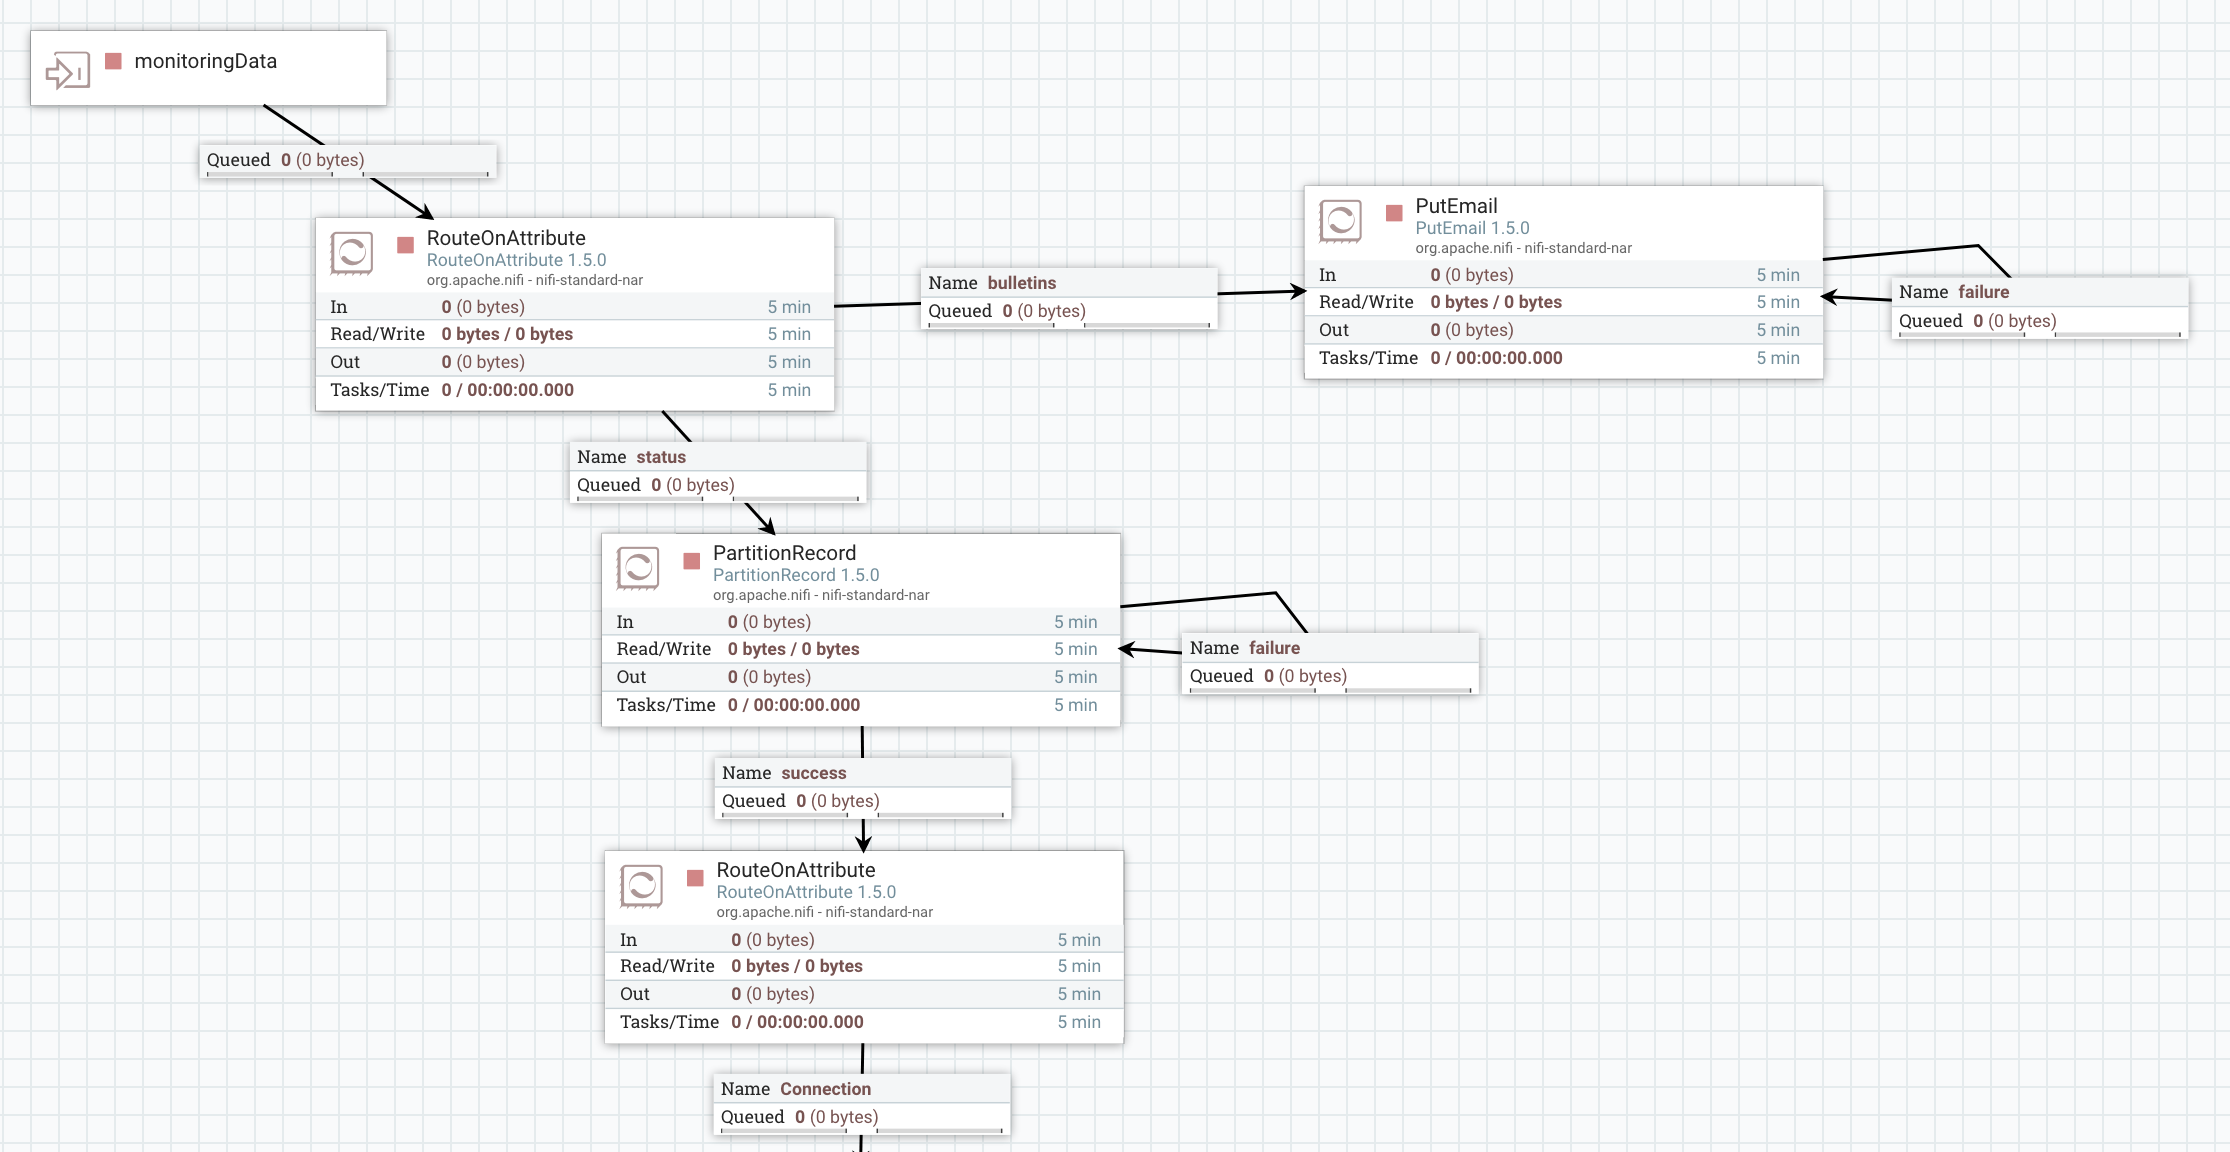 monitoringData
Queued 0 (0 bytes)
RouteOnAttribute
RouteOnAttribute 1.5.0
org.apache.nifi - nifi-standard-nar
In 0 (0 bytes) 5 min
Read/Write 0 bytes / 0 bytes 5 min
Out 0 (0 bytes) 5 min
Tasks/Time 0 / 00:00:00.000 5 min
Name bulletins
Queued 0 (0 bytes)
PutEmail
PutEmail 1.5.0
org.apache.nifi - nifi-standard-nar
In 0 (0 bytes) 5 min
Read/Write 0 bytes / 0 bytes 5 min
Out 0 (0 bytes) 5 min
Tasks/Time 0 / 00:00:00.000 5 min
Name failure
Queued 0 (0 bytes)
Name status
Queued 0 (0 bytes)
PartitionRecord
PartitionRecord 1.5.0
org.apache.nifi - nifi-standard-nar
In 0 (0 bytes) 5 min
Read/Write 0 bytes / 0 bytes 5 min
Out 0 (0 bytes) 5 min
Tasks/Time 0 / 00:00:00.000 5 min
Name failure
Queued 0 (0 bytes)
Name success
Queued 0 (0 bytes)
RouteOnAttribute
RouteOnAttribute 1.5.0
org.apache.nifi - nifi-standard-nar
In 0 (0 bytes) 5 min
Read/Write 0 bytes / 0 bytes 5 min
Out 0 (0 bytes) 5 min
Tasks/Time 0 / 00:00:00.000 5 min
Name Connection
Queued 0 (0 bytes)